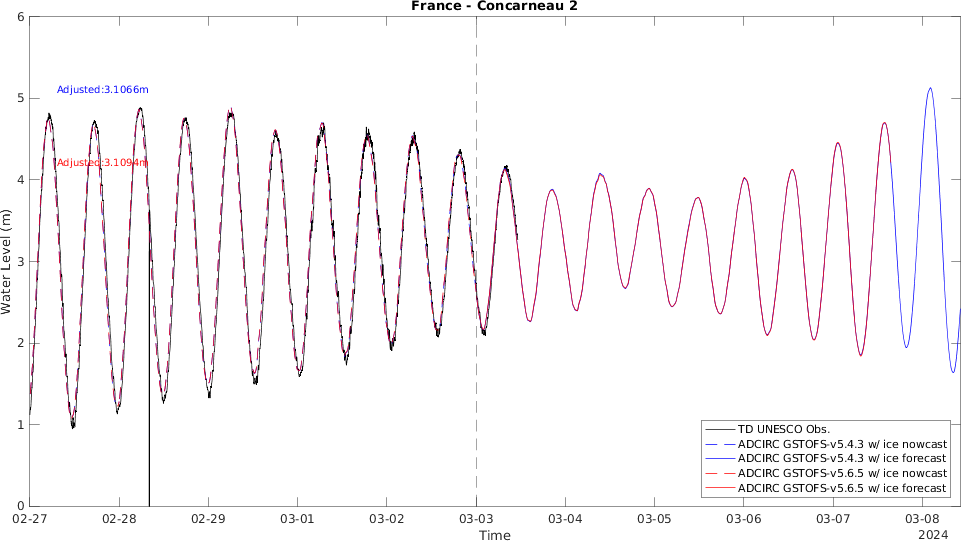 France - Concarneau 2
6
5
4
3
2
1
0
Water Level (m)
Adjusted:3.1066m
Adjusted:3.1094m
TD UNESCO Obs.
ADCIRC GSTOFS-v5.4.3 w/ ice nowcast
ADCIRC GSTOFS-v5.4.3 w/ ice forecast
ADCIRC GSTOFS-v5.6.5 w/ ice nowcast
ADCIRC GSTOFS-v5.6.5 w/ ice forecast
02-27 02-28 02-29 03-01 03-02 03-03 03-04 03-05 03-06 03-07 03-08
Time
2024